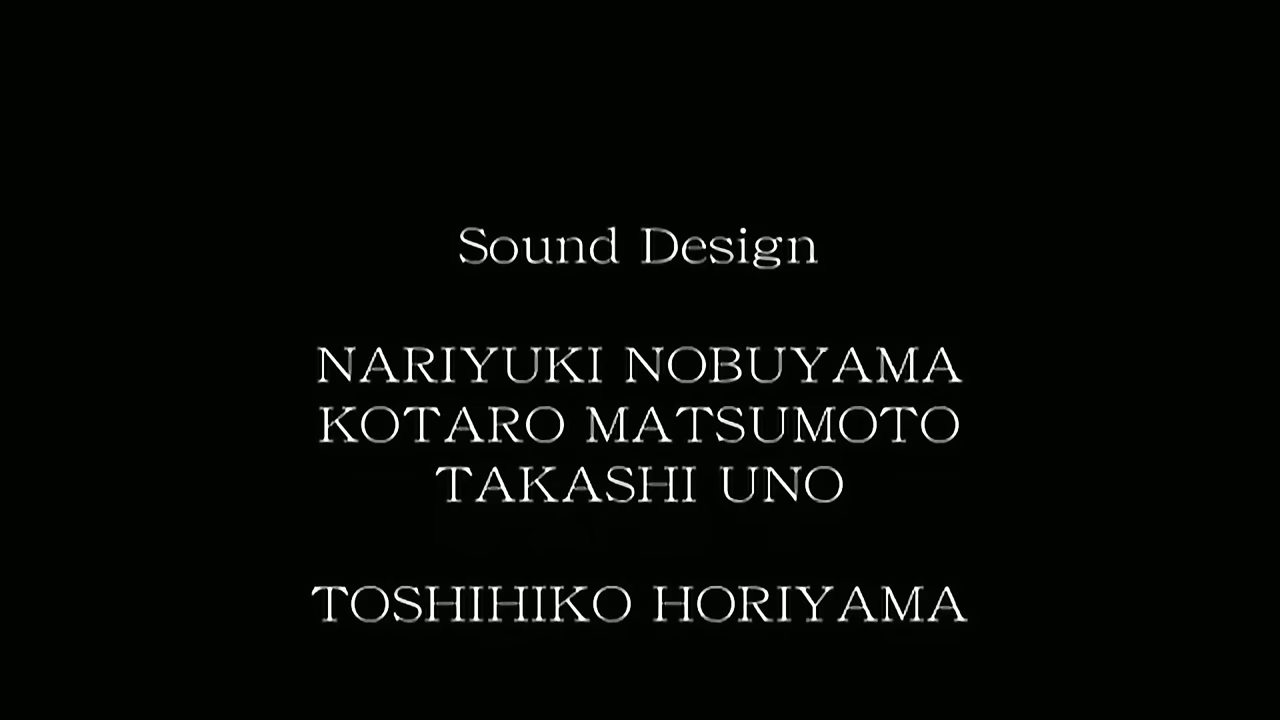 Sound Design
NARIYUKI NOBUYAMA
KOTARO MATSUMOTO
TAKASHI UNO
TOSHIHIKO HORIYAMA